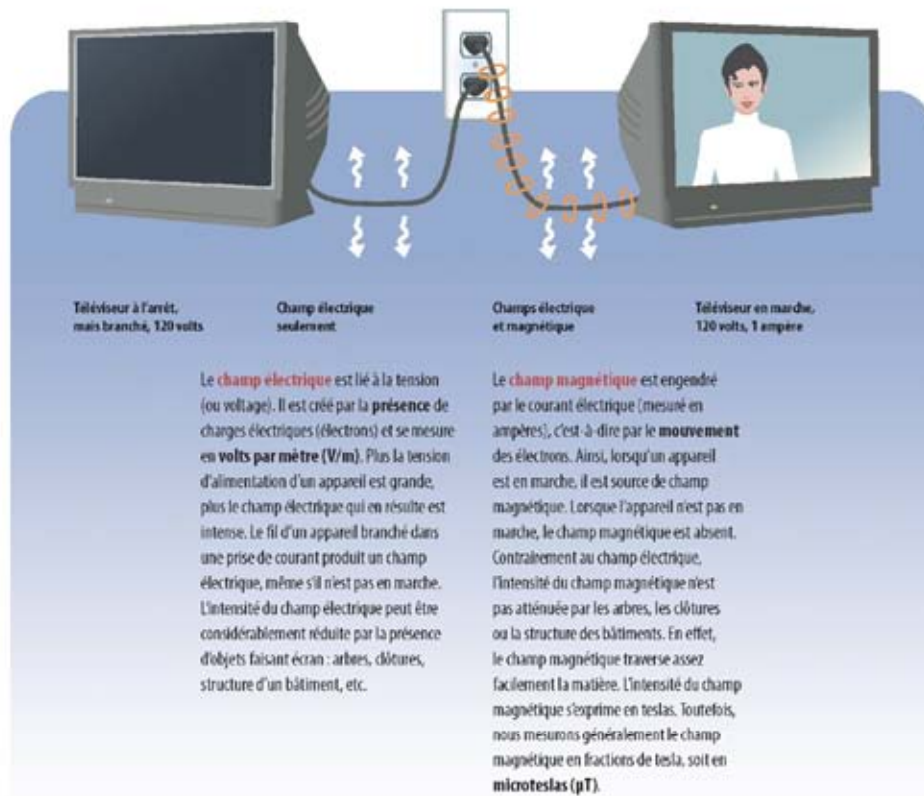 Téléviseur à l'arrêt,
mais branché, 120 volts
Champ électrique
seulement
Champs électrique
et magnétique
Téléviseur en marche,
120 volts, 1 ampère
Le champ électrique est lié à la tension
(ou voltage). Il est créé par la présence de
charges électriques (électrons) et se mesure
en volts par mètre (V/m). Plus la tension
d'alimentation d'un appareil est grande,
plus le champ électrique qui en résulte est
intense. Le fil d'un appareil branché dans
une prise de courant produit un champ
électrique, même s'il n'est pas en marche.
L'intensité du champ électrique peut être
considérablement réduite par la présence
d'objets faisant écran : arbres, clôtures,
structure d'un bâtiment, etc.
Le champ magnétique est engendré
par le courant électrique (mesuré en
ampères), c'est-à-dire par le mouvement
des électrons. Ainsi, lorsqu'un appareil
est en marche, il est source de champ
magnétique. Lorsque l'appareil n'est pas en
marche, le champ magnétique est absent.
Contrairement au champ électrique,
l'intensité du champ magnétique n'est
pas atténuée par les arbres, les clôtures
ou la structure des bâtiments. En effet,
le champ magnétique traverse assez
facilement la matière. L'intensité du champ
magnétique s'exprime en teslas. Toutefois,
nous mesurons généralement le champ
magnétique en fractions de tesla, soit en
microteslas (µT).